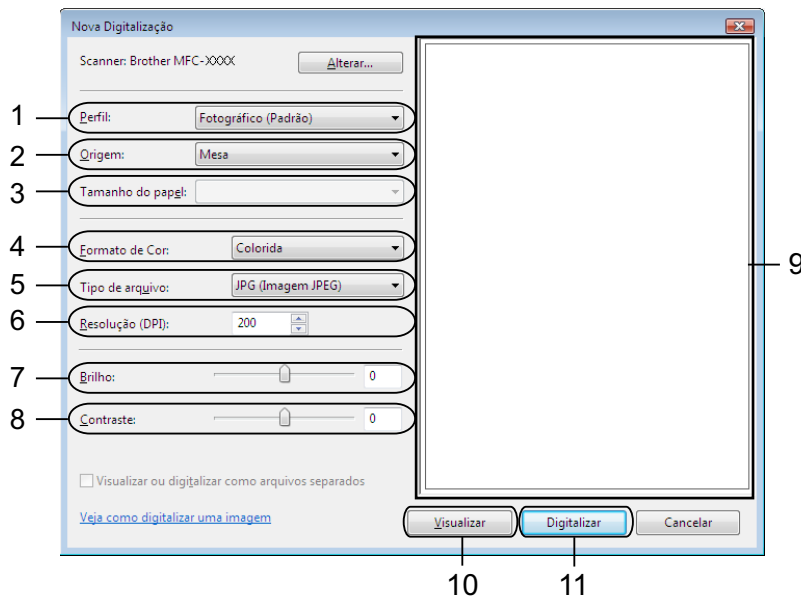 Nova Digitalização
Scanner: Brother MFC-XXXX Alterar...
1 Perfil: Fotográfico (Padrão)
2 Origem: Mesa
3 Tamanho do papel:
4 Formato de Cor: Colorida
5 Tipo de arquivo: JPG (Imagem JPEG)
6 Resolução (DPI): 200
7 Brilho: 0
8 Contraste: 0
9
Visualizar ou digitalizar como arquivos separados
Veja como digitalizar uma imagem
Visualizar Digitalizar Cancelar
10 11